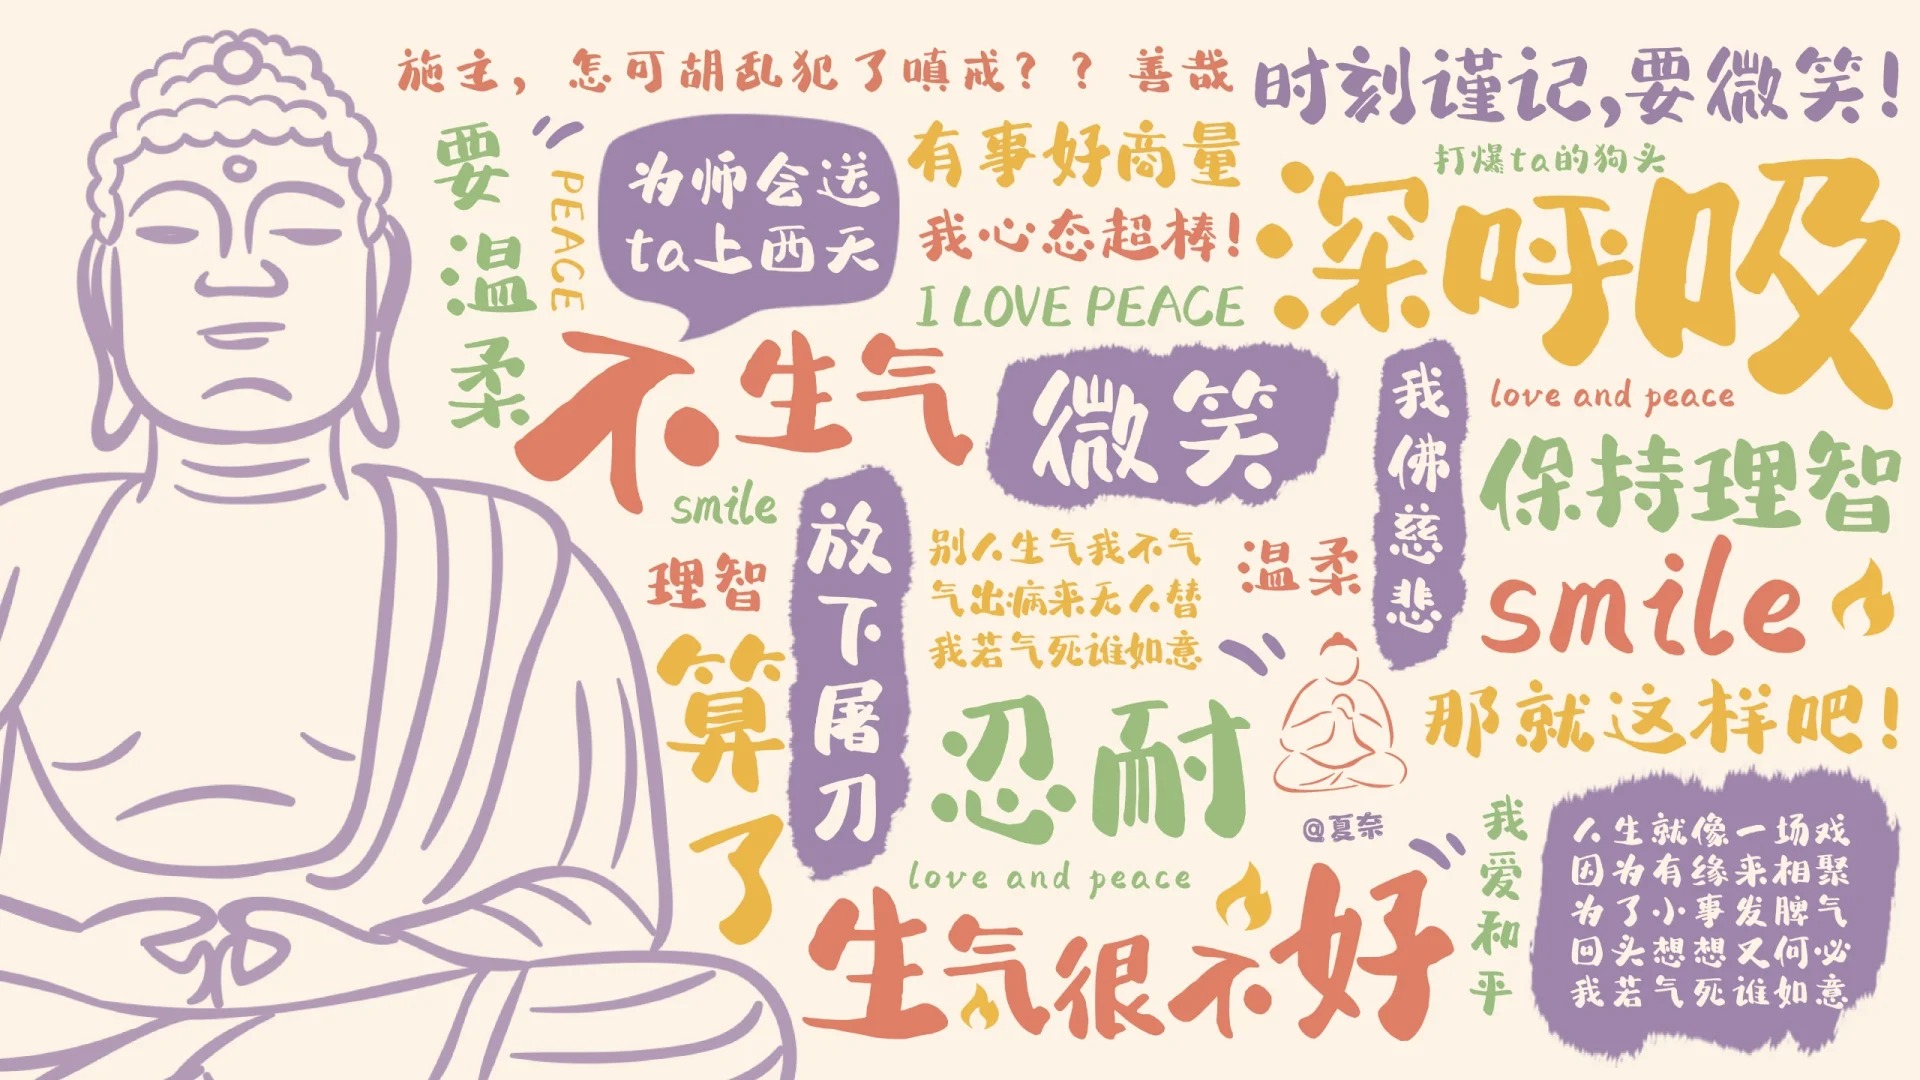 施主，怎可胡乱犯了嗔戒？？善哉
时刻谨记,要微笑!
要温柔
PEACE
为师会送
ta上西天
有事好商量
我心态超棒!
I LOVE PEACE
打爆ta的狗头
深呼吸
love and peace
不生气
微笑
我佛慈悲
保持理智
smile
理智
放下屠刀
别人生气我不气
气出病来无人替
我若气死谁如意
温柔
smile
算了
忍耐
那就这样吧!
@夏奈
love and peace
生气很不好
我爱和平
人生就像一场戏
因为有缘来相聚
为了小事发脾气
回头想想又何必
我若气死谁如意